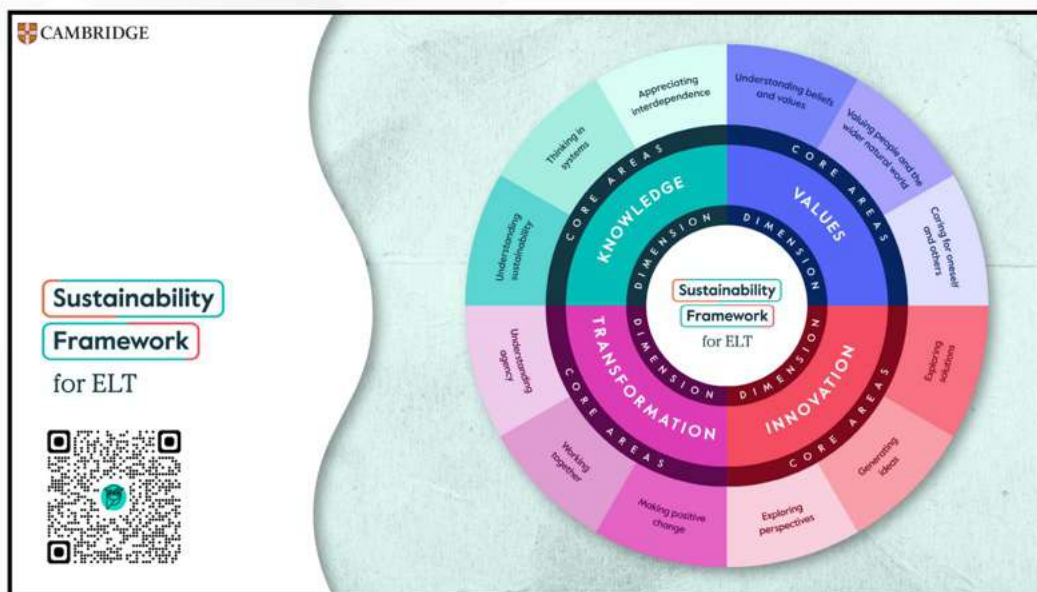 CAMBRIDGE
Sustainability
Framework
for ELT
Appreciating
interdependence
Thinking in
systems
Understanding
sustainability
Understanding beliefs
and values
Valuing people and the
wider natural world
Caring for oneself
and others
CORE AREAS
KNOWLEDGE
DIMENSION
CORE AREAS
VALUES
DIMENSION
Sustainability
Framework
for ELT
DIMENSION
TRANSFORMATION
CORE AREAS
DIMENSION
INNOVATION
CORE AREAS
Understanding
agency
Working
together
Making positive
change
Exploring
solutions
Generating
ideas
Exploring
perspectives